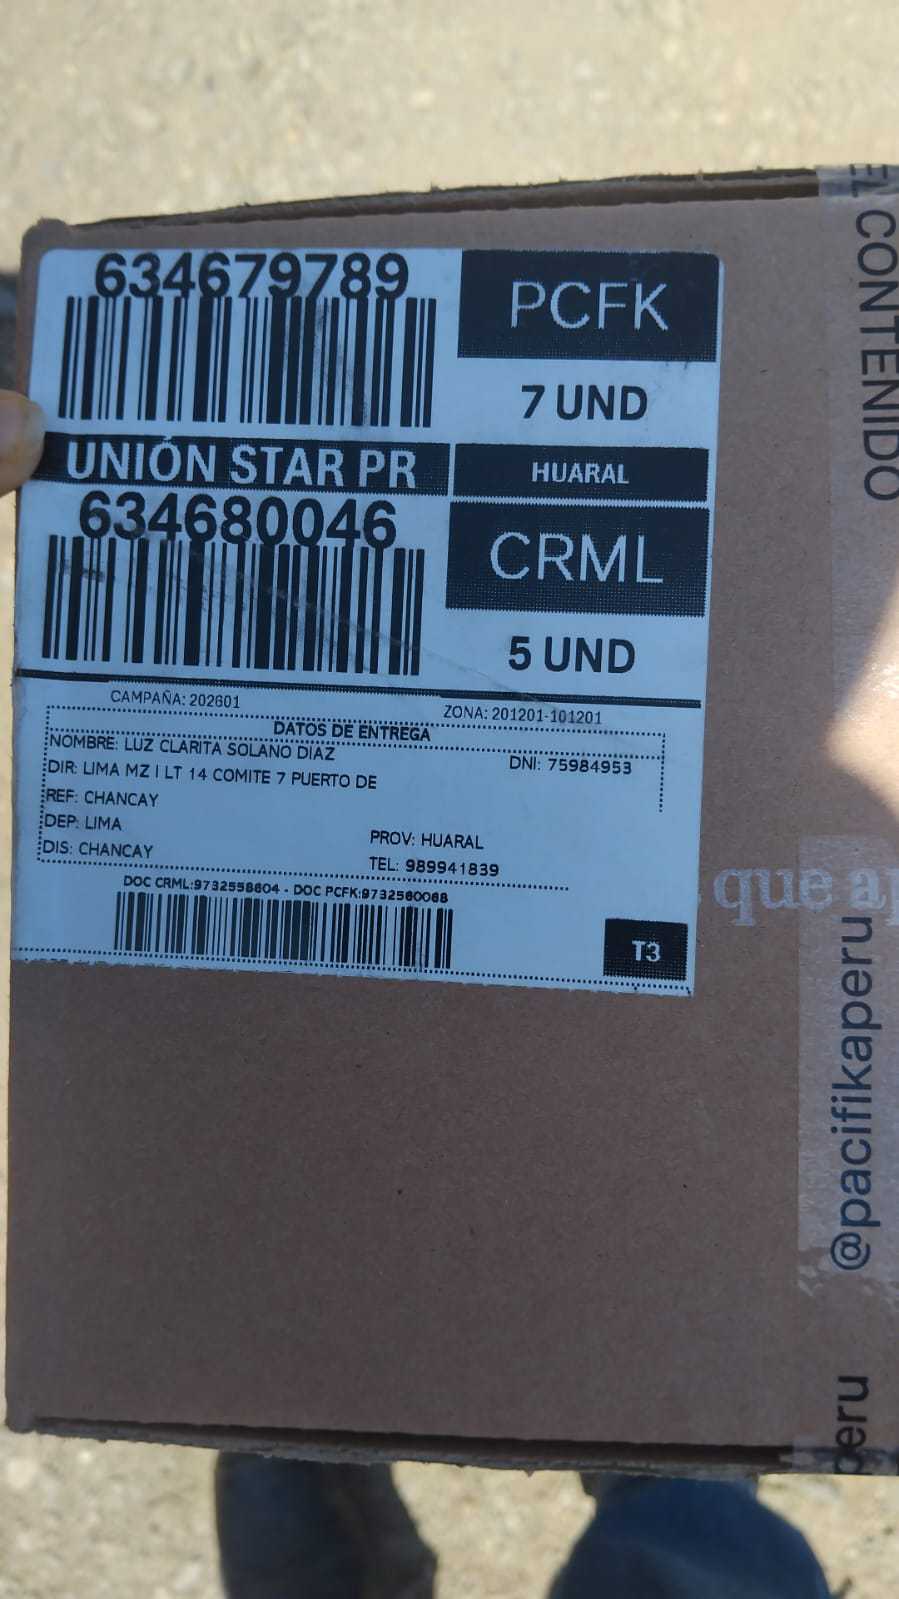 634679789
PCFK
7 UND
UNIÓN STAR PR
HUARAL
634680046
CRML
5 UND
CAMPAÑA: 202601
ZONA: 201201-101201
DATOS DE ENTREGA
NOMBRE: LUZ CLARITA SOLANO DIAZ
DNI: 75984953
DIR: LIMA MZ I LT 14 COMITE 7 PUERTO DE
REF: CHANCAY
DEP: LIMA
PROV: HUARAL
DIS: CHANCAY
TEL: 989941839
DOC CRML:9732558604 - DOC PCFK:9732560068
T3
CONTENIDO
que
@pacifikaperu
peru